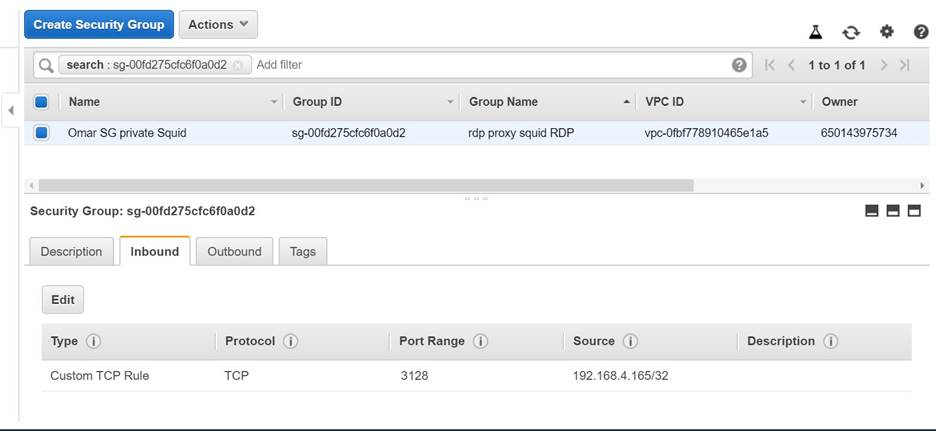 Create Security Group Actions
search : sg-00fd275cfc6f0a0d2 Add filter 1 to 1 of 1
Name Group ID Group Name VPC ID Owner
Omar SG private Squid sg-00fd275cfc6f0a0d2 rdp proxy squid RDP vpc-0fbf778910465e1a5 650143975734
Security Group: sg-00fd275cfc6f0a0d2
Description Inbound Outbound Tags
Edit
Type Protocol Port Range Source Description
Custom TCP Rule TCP 3128 192.168.4.165/32